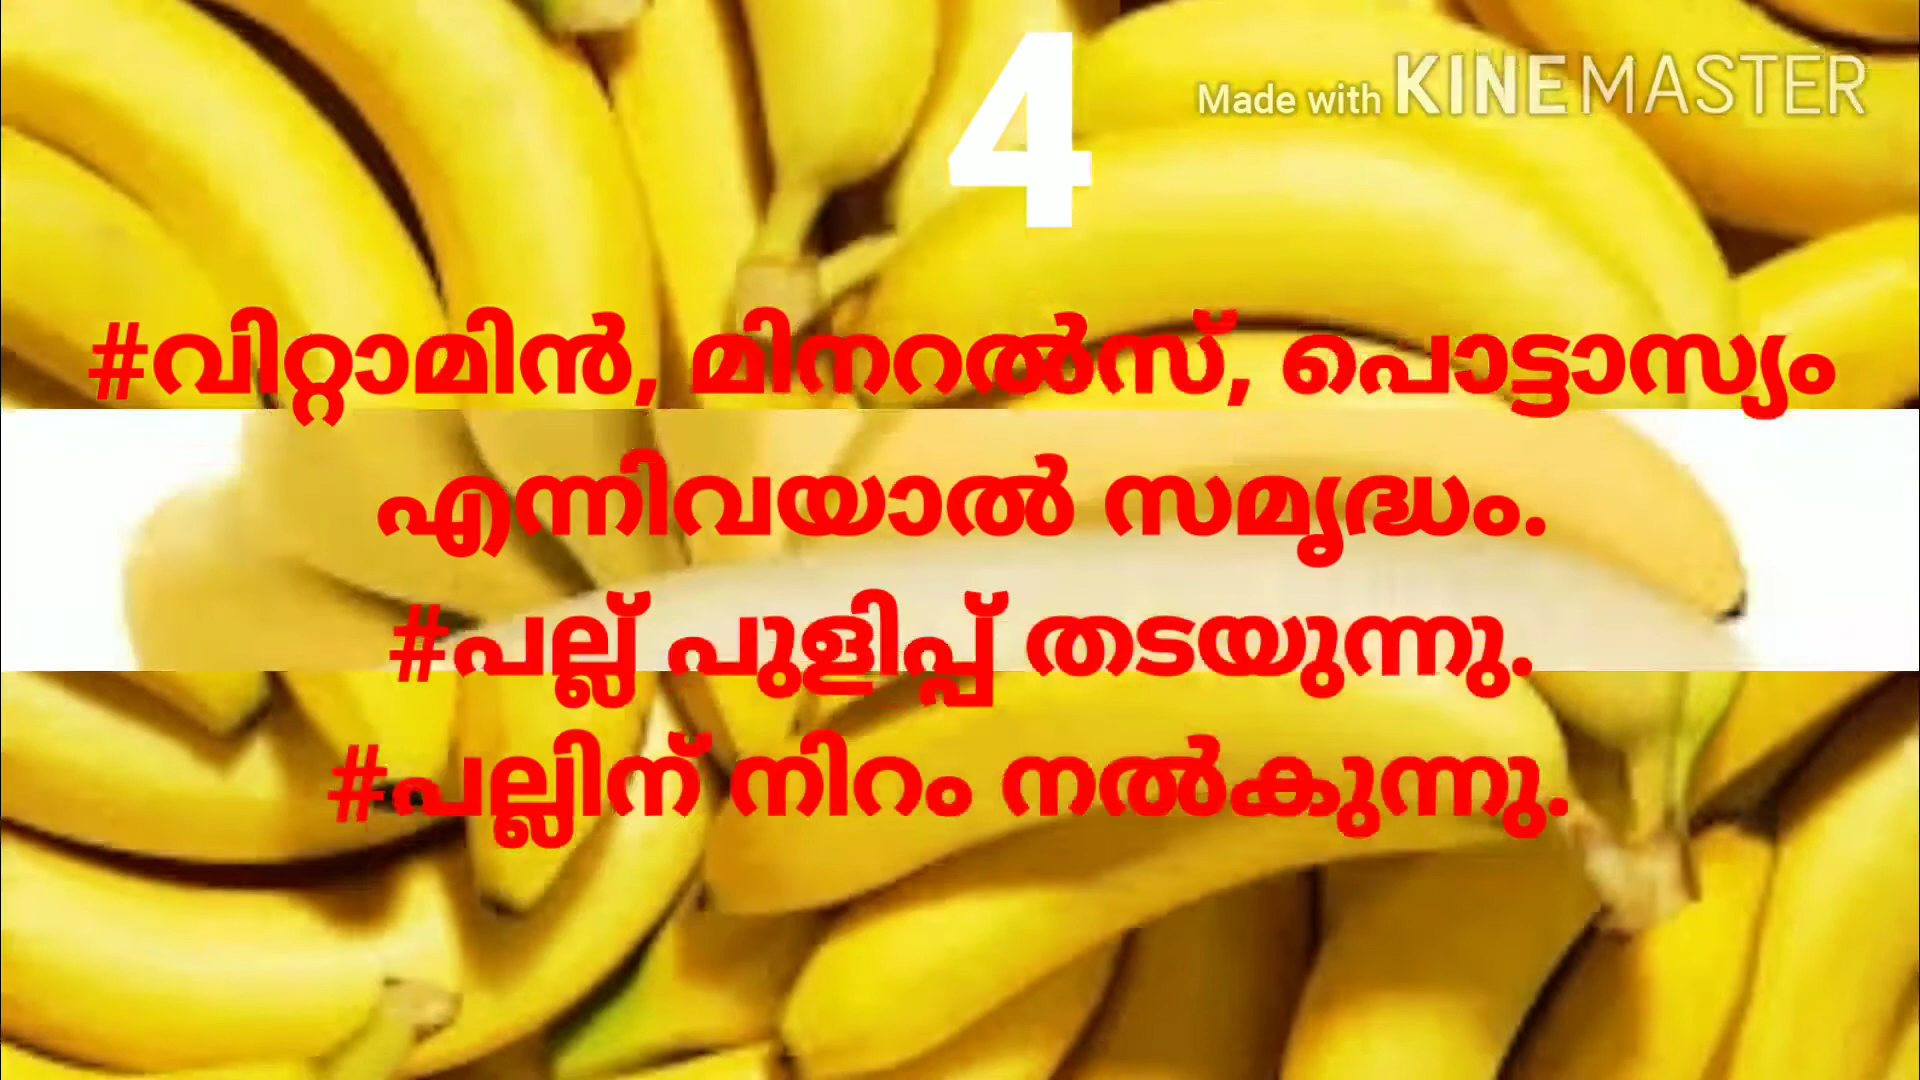 4
Made with KINEMASTER
#വിറ്റാമിൻ, മിനറൽസ്, പൊട്ടാസ്യം
എന്നിവയാൽ സമൃദ്ധം.
#പല്ല് പുളിപ്പ് തടയുന്നു.
#പല്ലിന് നിറം നൽകുന്നു.